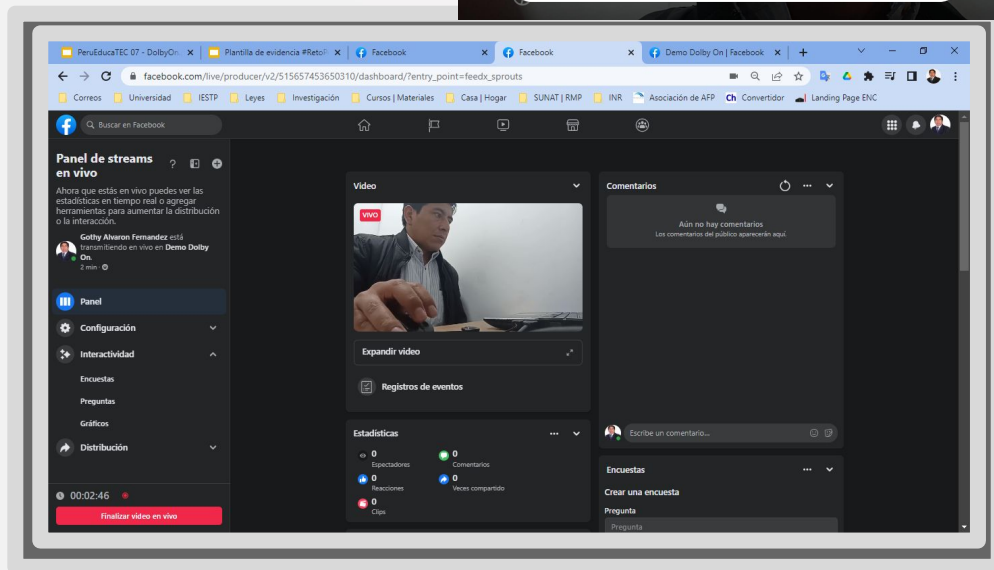 PeruEducaTEC 07 - DolbyOn
Plantilla de evidencia #RetoP
Facebook
Facebook
Demo Dolby On | Facebook
facebook.com/live/producer/v2/515657453650310/dashboard/?entry_point=feedx_sprouts
Correos
Universidad
IESTP
Leyes
Investigación
Cursos | Materiales
Casa | Hogar
SUNAT | RMP
INR
Asociación de AFP
Ch Convertidor
Landing Page ENC
Buscar en Facebook
Panel de streams
en vivo
Ahora que estás en vivo puedes ver las
estadísticas en tiempo real o agregar
herramientas para aumentar la distribución
o la interacción.
Gothy Alvaron Fernandez está
transmitiendo en vivo en Demo Dolby
On.
2 min ·
Panel
Configuración
Interactividad
Encuestas
Preguntas
Gráficos
Distribución
00:02:46
Finalizar video en vivo
Video
VIVO
Expandir video
Registros de eventos
Estadísticas
0
Espectadores
0
Comentarios
0
Reacciones
0
Veces compartido
0
Clips
Comentarios
Aún no hay comentarios
Los comentarios del público aparecerán aquí.
Escribe un comentario...
Encuestas
Crear una encuesta
Pregunta
Pregunta